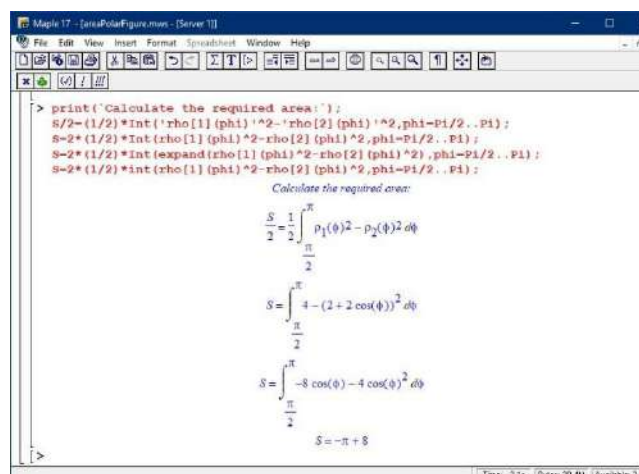 Maple 17 - [areaPolarFigure.mws - [Server 1]]
File Edit View Insert Format Spreadsheet Window Help
[> print(`Calculate the required area:`);
S/2=(1/2)*Int('rho[1](phi)'^2-'rho[2](phi)'^2,phi=Pi/2..Pi);
S=2*(1/2)*Int(rho[1](phi)^2-rho[2](phi)^2,phi=Pi/2..Pi);
S=2*(1/2)*Int(expand(rho[1](phi)^2-rho[2](phi)^2),phi=Pi/2..Pi);
S=2*(1/2)*int(rho[1](phi)^2-rho[2](phi)^2,phi=Pi/2..Pi);
Calculate the required area:
S/2 = 1/2 ∫_{π/2}^{π} ρ₁(ϕ)2 − ρ₂(ϕ)2 dϕ
S = ∫_{π/2}^{π} 4 − (2 + 2 cos(ϕ))² dϕ
S = ∫_{π/2}^{π} −8 cos(ϕ) − 4 cos(ϕ)² dϕ
S = −π + 8
[>